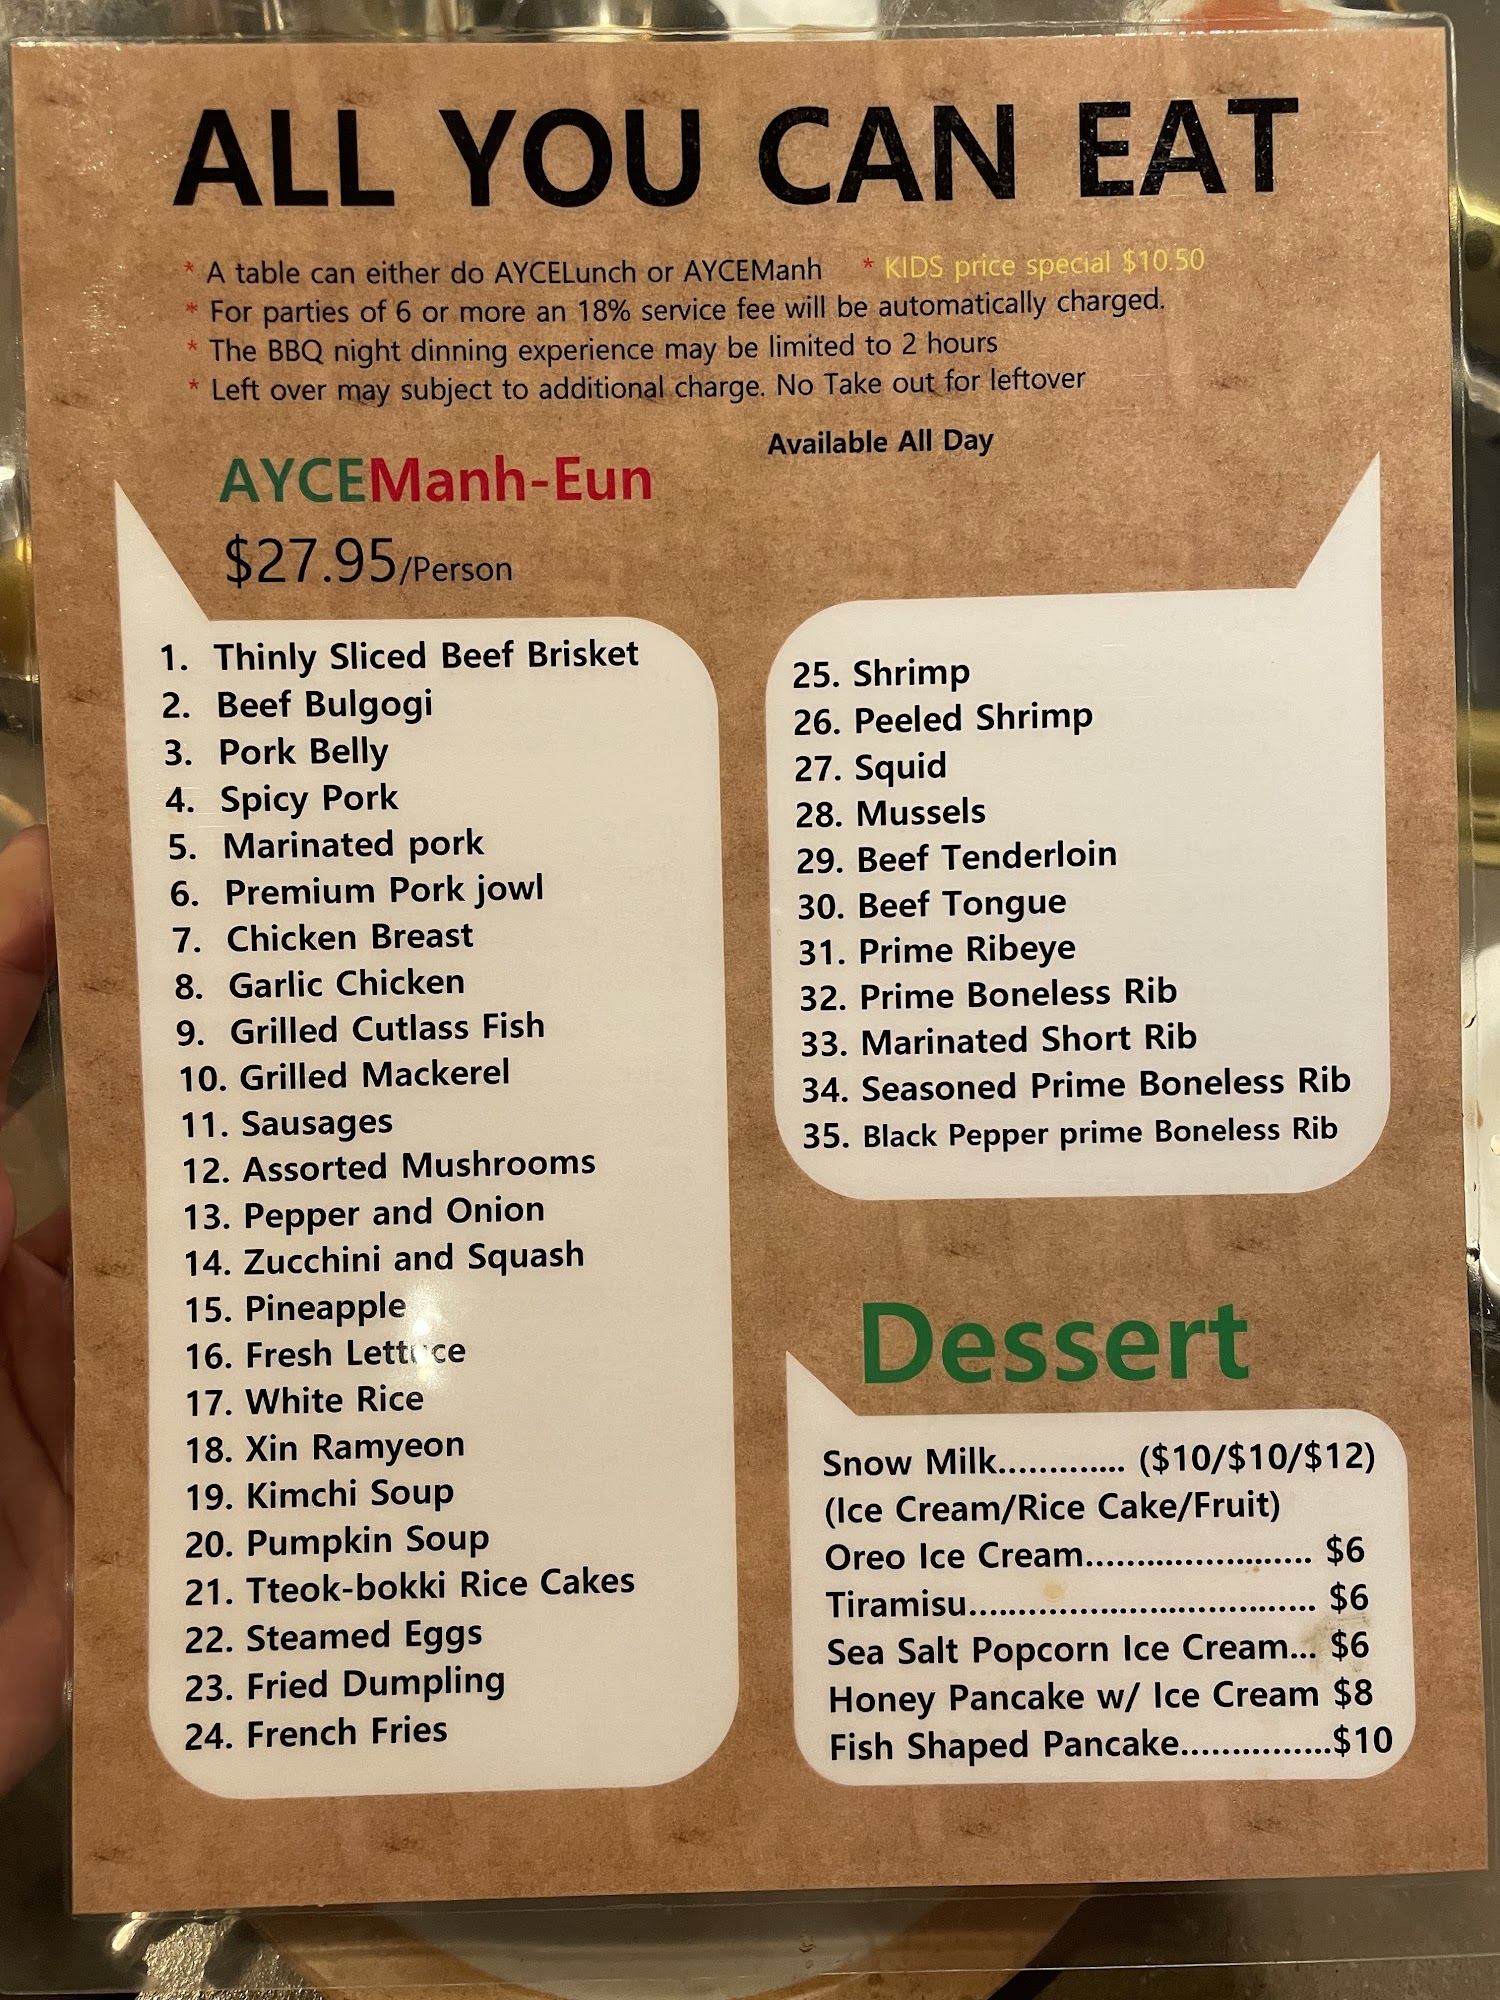 ALL YOU CAN EAT
* A table can either do AYCELunch or AYCEManh * KIDS price special $10.50
* For parties of 6 or more an 18% service fee will be automatically charged.
* The BBQ night dinning experience may be limited to 2 hours
* Left over may subject to additional charge. No Take out for leftover
Available All Day
AYCEManh-Eun
$27.95/Person
1. Thinly Sliced Beef Brisket
2. Beef Bulgogi
3. Pork Belly
4. Spicy Pork
5. Marinated pork
6. Premium Pork jowl
7. Chicken Breast
8. Garlic Chicken
9. Grilled Cutlass Fish
10. Grilled Mackerel
11. Sausages
12. Assorted Mushrooms
13. Pepper and Onion
14. Zucchini and Squash
15. Pineapple
16. Fresh Lettuce
17. White Rice
18. Xin Ramyeon
19. Kimchi Soup
20. Pumpkin Soup
21. Tteok-bokki Rice Cakes
22. Steamed Eggs
23. Fried Dumpling
24. French Fries
25. Shrimp
26. Peeled Shrimp
27. Squid
28. Mussels
29. Beef Tenderloin
30. Beef Tongue
31. Prime Ribeye
32. Prime Boneless Rib
33. Marinated Short Rib
34. Seasoned Prime Boneless Rib
35. Black Pepper prime Boneless Rib
Dessert
Snow Milk............. ($10/$10/$12)
(Ice Cream/Rice Cake/Fruit)
Oreo Ice Cream....................... $6
Tiramisu................................... $6
Sea Salt Popcorn Ice Cream... $6
Honey Pancake w/ Ice Cream $8
Fish Shaped Pancake...............$10